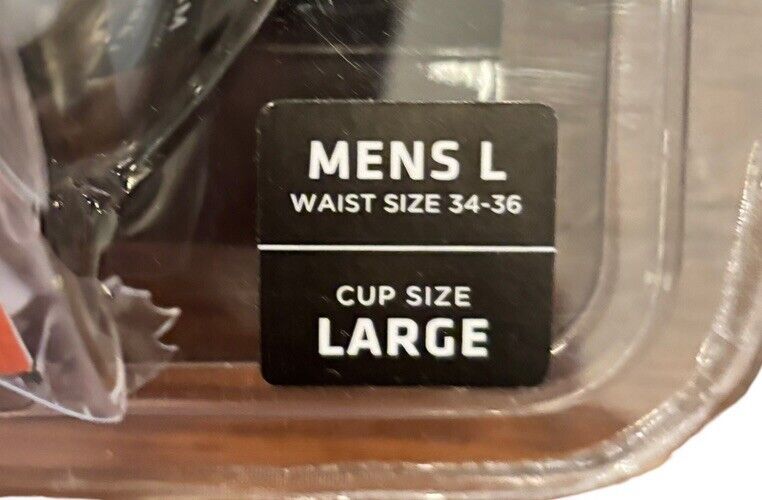 MENS L
WAIST SIZE 34-36
CUP SIZE
LARGE